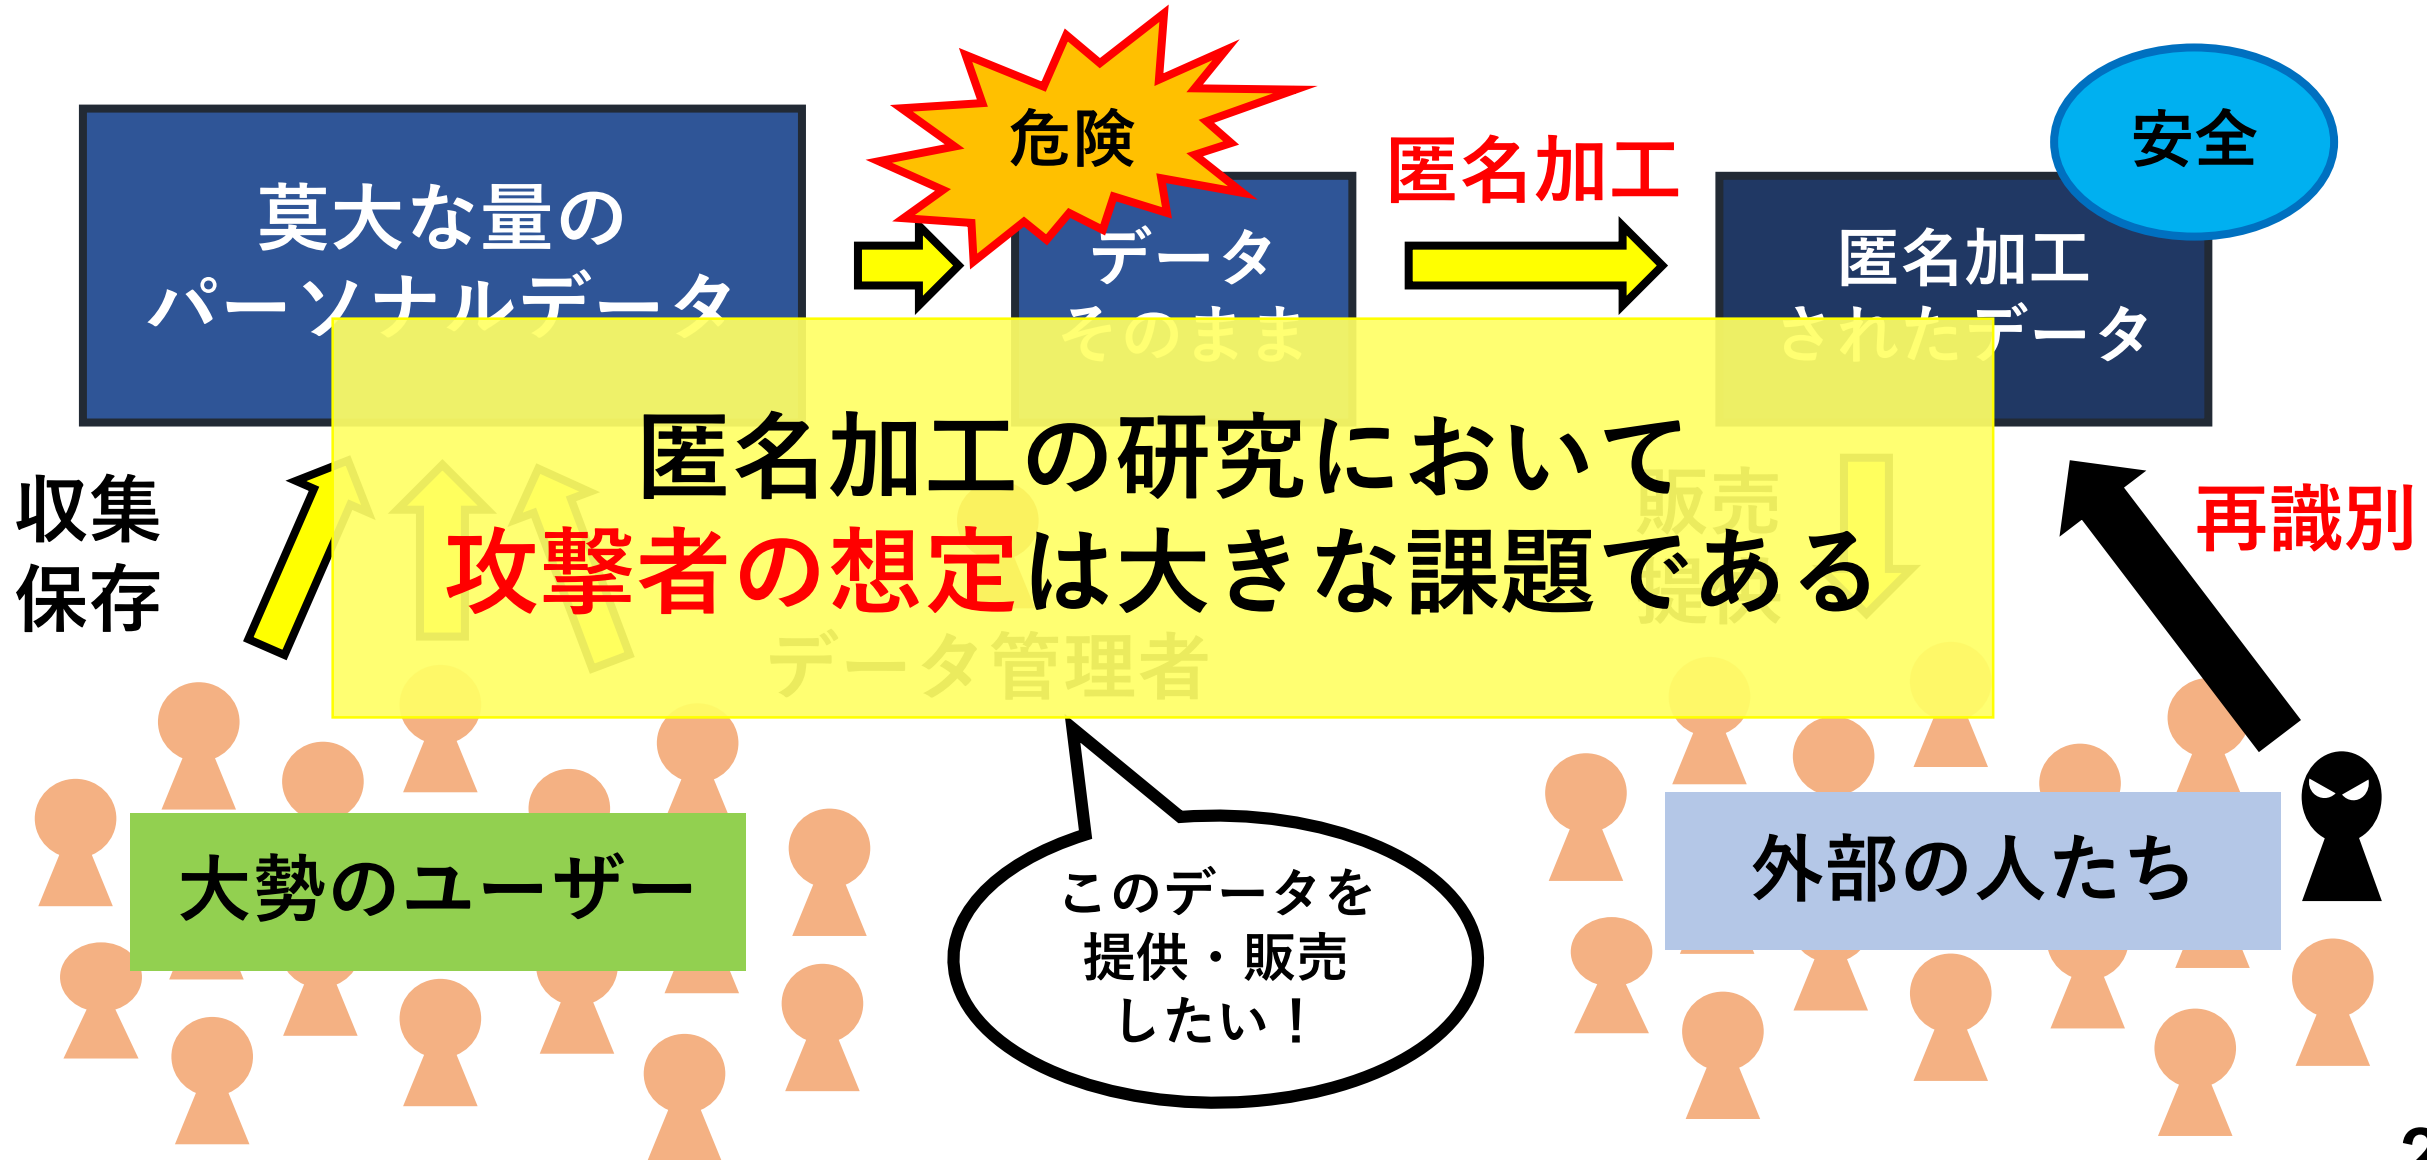 危険
安全
匿名加工
莫大な量の
パーソナルデータ
データ
そのまま
匿名加工
されたデータ
匿名加工の研究において
攻撃者の想定は大きな課題である
収集
保存
販売
提供
再識別
データ管理者
大勢のユーザー
外部の人たち
このデータを
提供・販売
したい！